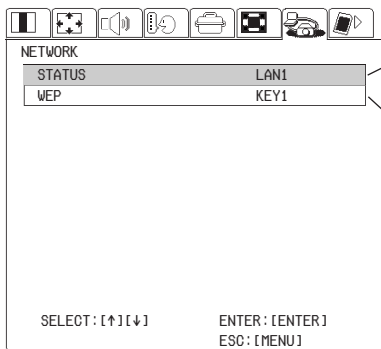 NETWORK
STATUS LAN1
WEP KEY1
SELECT:[↑][↓] ENTER:[ENTER]
ESC:[MENU]